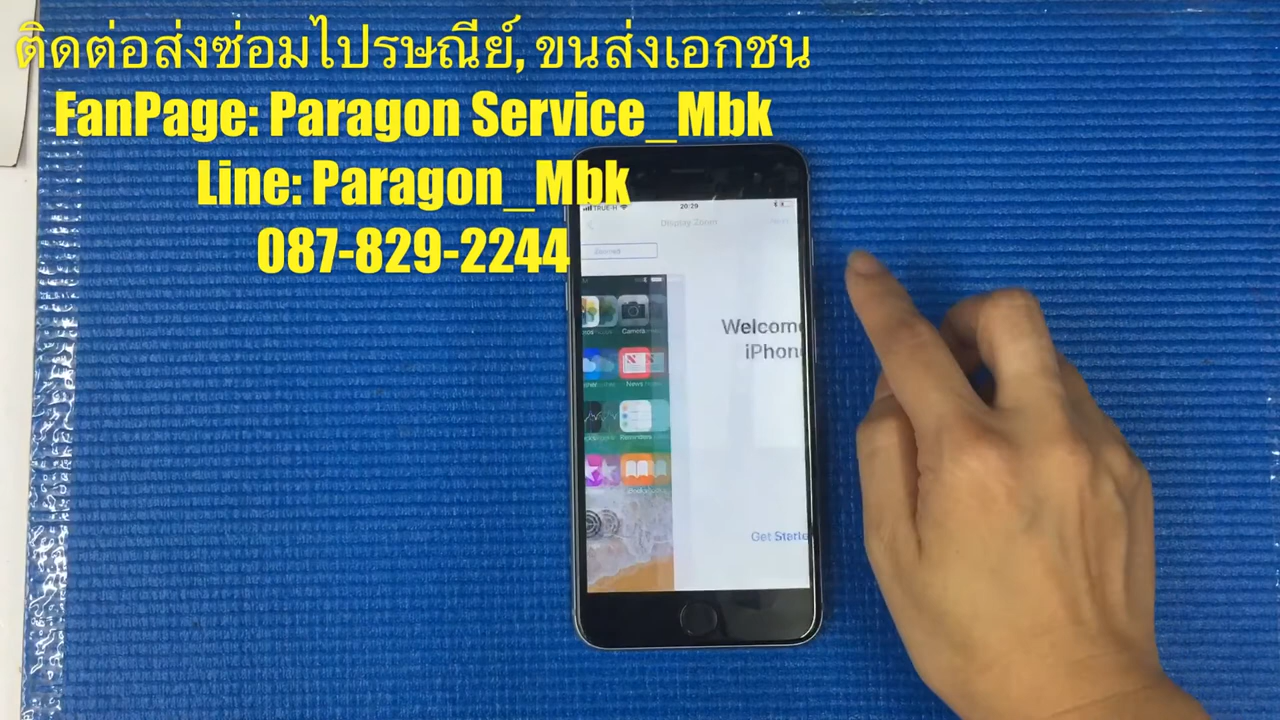 ติดต่อส่งซ่อมไปรษณีย์, ขนส่งเอกชน
FanPage: Paragon Service_Mbk
Line: Paragon_Mbk
087-829-2244
TRUE-H 20:29
Display Zoom
Welcome
iPhone
Camera
News
Reminders
Get Starte